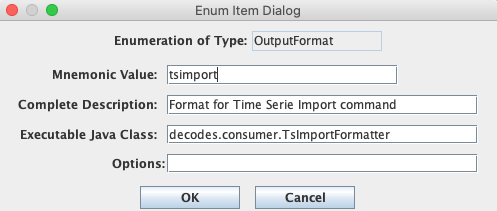 Enum Item Dialog
Enumeration of Type: OutputFormat
Mnemonic Value: tsimport
Complete Description: Format for Time Serie Import command
Executable Java Class: decodes.consumer.TsImportFormatter
Options:
OK Cancel